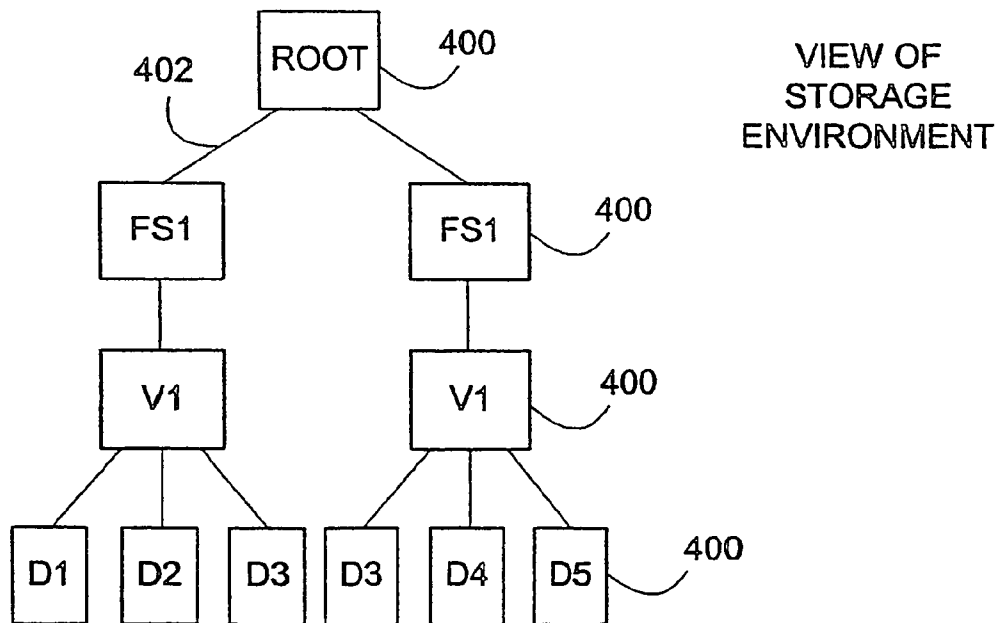 ROOT
400
402
VIEW OF
STORAGE
ENVIRONMENT
FS1
FS1
400
V1
V1
400
D1
D2
D3
D3
D4
D5
400